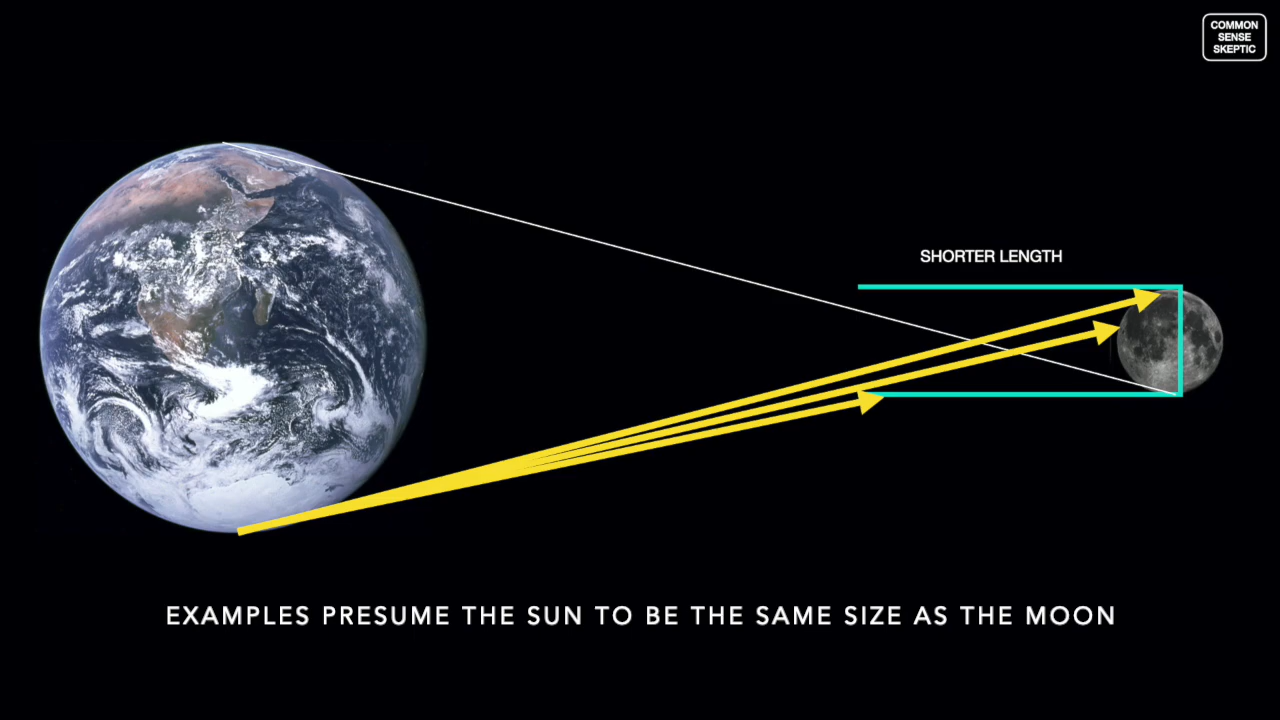 COMMON
SENSE
SKEPTIC
SHORTER LENGTH
EXAMPLES PRESUME THE SUN TO BE THE SAME SIZE AS THE MOON